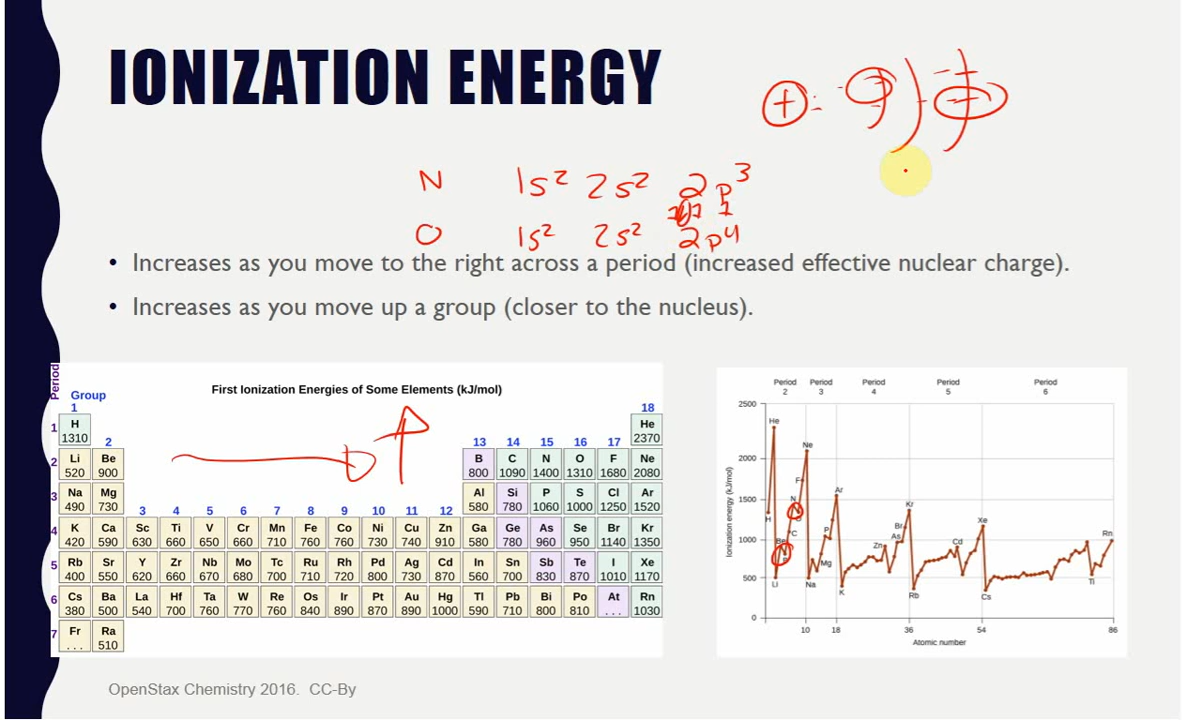 IONIZATION ENERGY
N 1s² 2s² 2p³
O 1s² 2s² 2p⁴
• Increases as you move to the right across a period (increased effective nuclear charge).
• Increases as you move up a group (closer to the nucleus).
First Ionization Energies of Some Elements (kJ/mol)
Period
Group
1 18
1 H He
1310 2 13 14 15 16 17 2370
2 Li Be B C N O F Ne
520 900 800 1090 1400 1310 1680 2080
3 Na Mg Al Si P S Cl Ar
490 730 3 4 5 6 7 8 9 10 11 12 580 780 1060 1000 1250 1520
4 K Ca Sc Ti V Cr Mn Fe Co Ni Cu Zn Ga Ge As Se Br Kr
420 590 630 660 650 660 710 760 760 730 740 910 580 780 960 950 1140 1350
5 Rb Sr Y Zr Nb Mo Tc Ru Rh Pd Ag Cd In Sn Sb Te I Xe
400 550 620 660 670 680 700 710 720 800 730 870 560 700 830 870 1010 1170
6 Cs Ba La Hf Ta W Re Os Ir Pt Au Hg Tl Pb Bi Po At Rn
380 500 540 700 760 770 760 840 890 870 890 1000 590 710 800 810 ... 1030
7 Fr Ra
... 510
Period Period Period Period Period
2 3 4 5 6
2500
He
2000
Ne
Ionization energy (kJ/mol)
1500
Ar
F
N
Kr
H
Xe
P
Br
As
Rn
1000
C
Be
Zn
Cd
Mg
500
Li
Na
K
Rb
Cs
Tl
0
10 18 36 54 86
Atomic number
OpenStax Chemistry 2016. CC-By